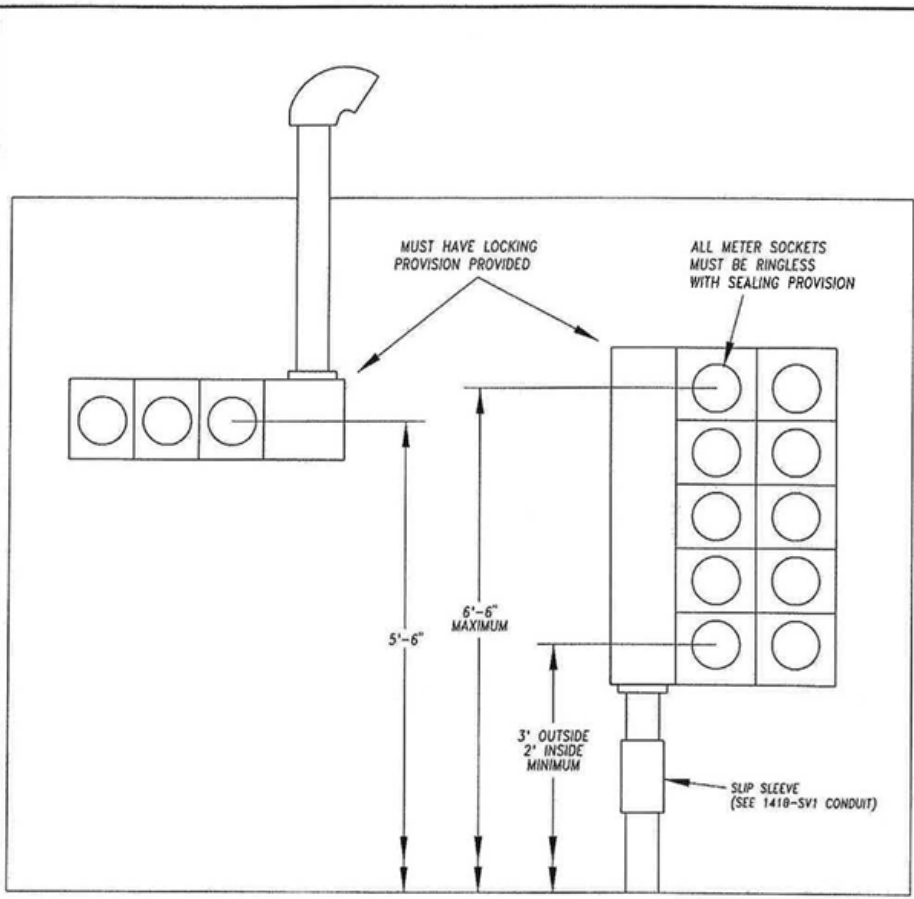 MUST HAVE LOCKING
PROVISION PROVIDED
ALL METER SOCKETS
MUST BE RINGLESS
WITH SEALING PROVISION
5'-6"
6'-6"
MAXIMUM
3' OUTSIDE
2' INSIDE
MINIMUM
SLIP SLEEVE
(SEE 1410-SV1 CONDUIT)